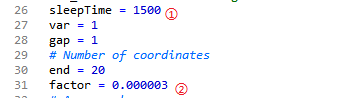 26 sleepTime = 1500 ①
27 var = 1
28 gap = 1
29 # Number of coordinates
30 end = 20
31 factor = 0.000003 ②